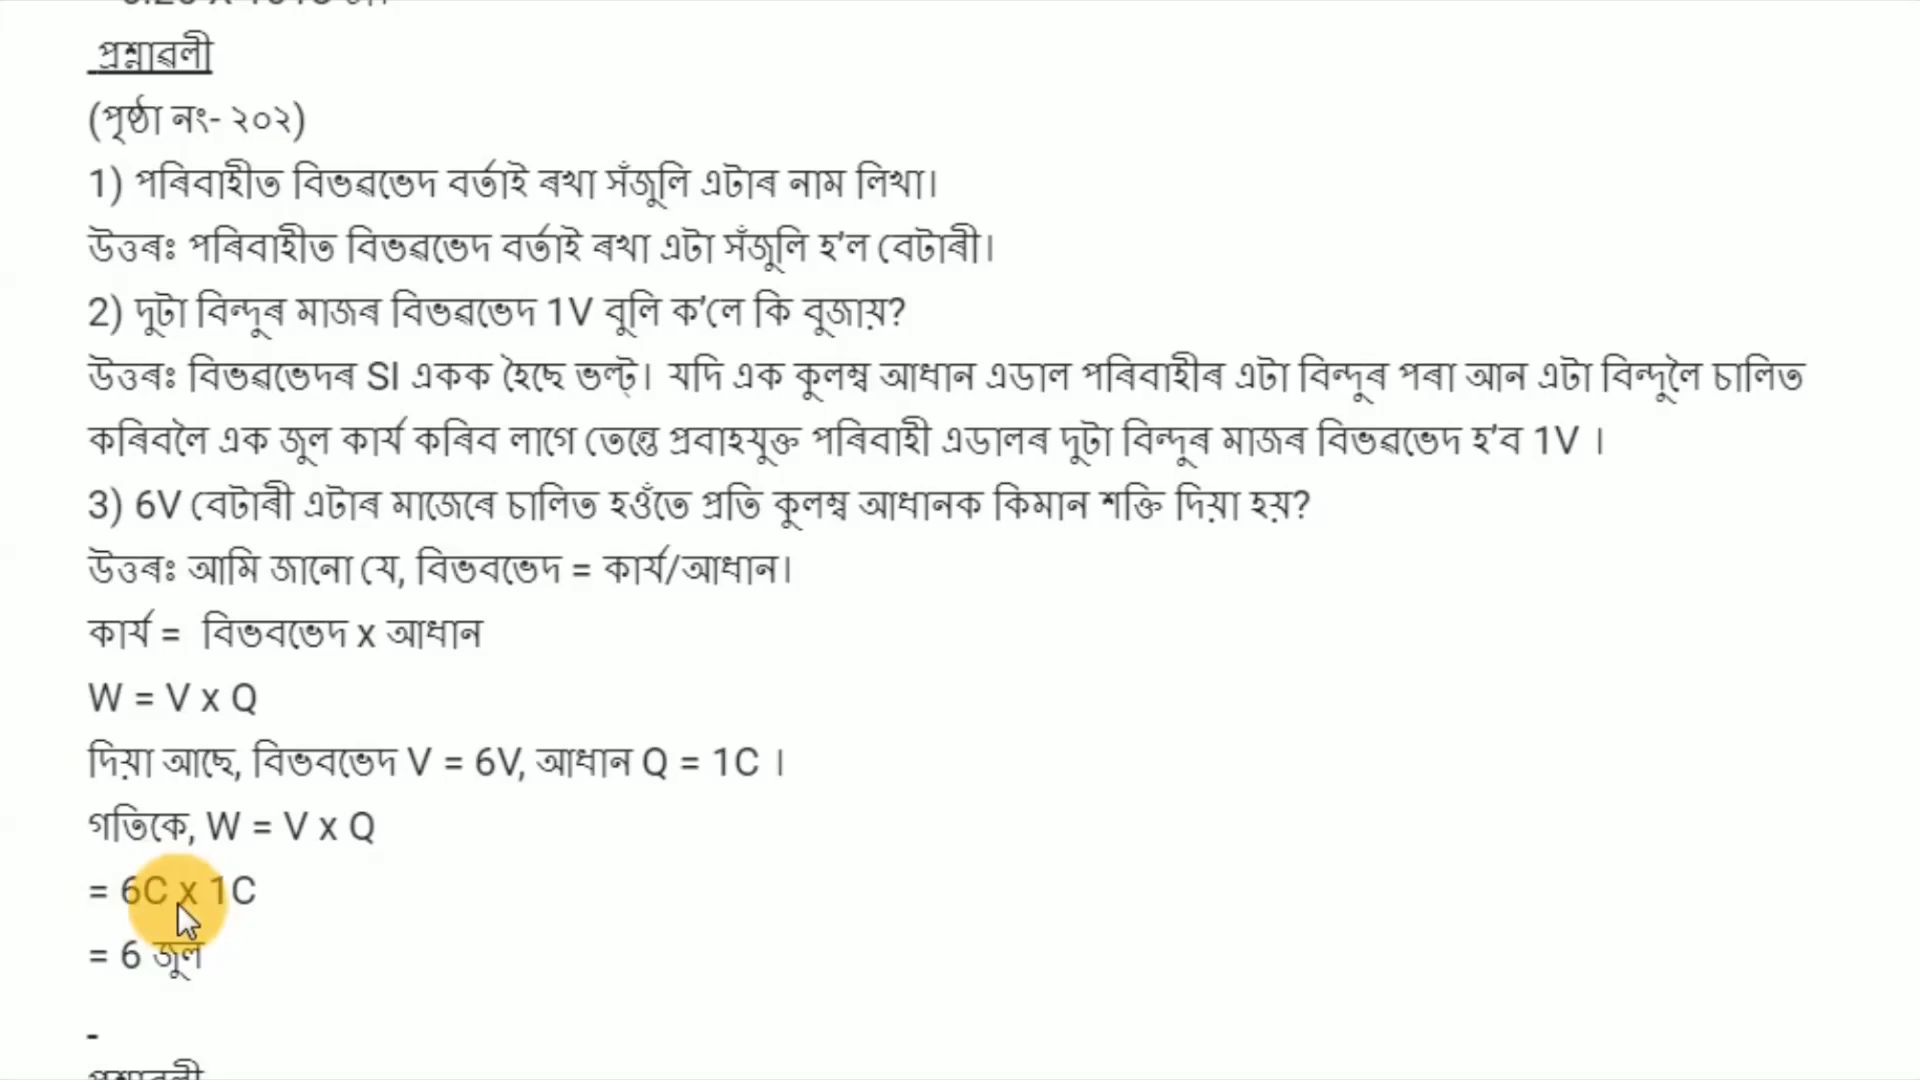 প্ৰশ্নাৱলী
(পৃষ্ঠা নং- ২০২)
1) পৰিবাহীত বিভৱভেদ বৰ্তাই ৰখা সঁজুলি এটাৰ নাম লিখা।
উত্তৰঃ পৰিবাহীত বিভৱভেদ বৰ্তাই ৰখা এটা সঁজুলি হ’ল বেটাৰী।
2) দুটা বিন্দুৰ মাজৰ বিভৱভেদ 1V বুলি ক’লে কি বুজায়?
উত্তৰঃ বিভৱভেদৰ SI একক হৈছে ভল্ট্। যদি এক কুলম্ব আধান এডাল পৰিবাহীৰ এটা বিন্দুৰ পৰা আন এটা বিন্দুলৈ চালিত
কৰিবলৈ এক জুল কাৰ্য কৰিব লাগে তেন্তে প্ৰবাহযুক্ত পৰিবাহী এডালৰ দুটা বিন্দুৰ মাজৰ বিভৱভেদ হ’ব 1V ।
3) 6V বেটাৰী এটাৰ মাজেৰে চালিত হওঁতে প্ৰতি কুলম্ব আধানক কিমান শক্তি দিয়া হয়?
উত্তৰঃ আমি জানো যে, বিভবভেদ = কাৰ্য/আধান।
কাৰ্য = বিভবভেদ x আধান
W = V x Q
দিয়া আছে, বিভবভেদ V = 6V, আধান Q = 1C ।
গতিকে, W = V x Q
= 6C x 1C
= 6 জুল
-